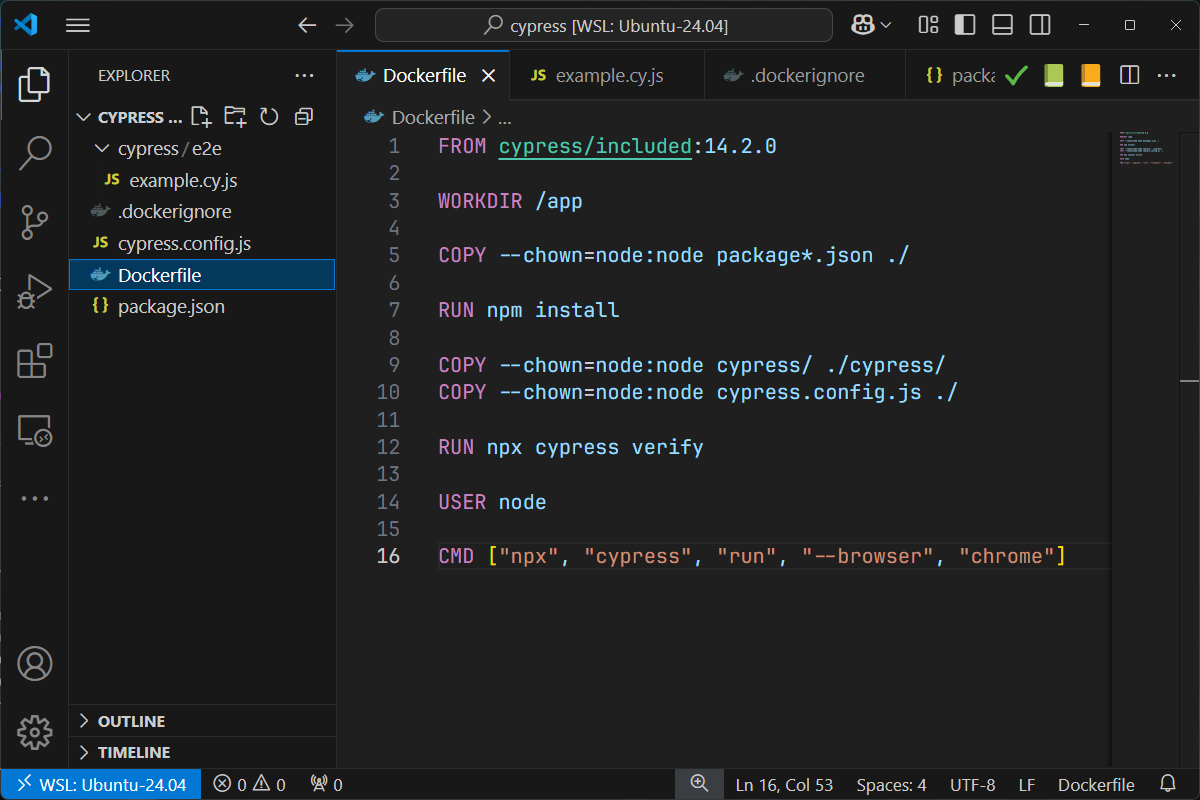 cypress [WSL: Ubuntu-24.04]
EXPLORER
CYPRESS ...
cypress/e2e
JS example.cy.js
.dockerignore
JS cypress.config.js
Dockerfile
{} package.json
OUTLINE
TIMELINE
Dockerfile
JS example.cy.js
.dockerignore
{} packa
Dockerfile > ...
1 FROM cypress/included:14.2.0
2
3 WORKDIR /app
4
5 COPY --chown=node:node package*.json ./
6
7 RUN npm install
8
9 COPY --chown=node:node cypress/ ./cypress/
10 COPY --chown=node:node cypress.config.js ./
11
12 RUN npx cypress verify
13
14 USER node
15
16 CMD ["npx", "cypress", "run", "--browser", "chrome"]
WSL: Ubuntu-24.04 0 0 0 Ln 16, Col 53 Spaces: 4 UTF-8 LF Dockerfile